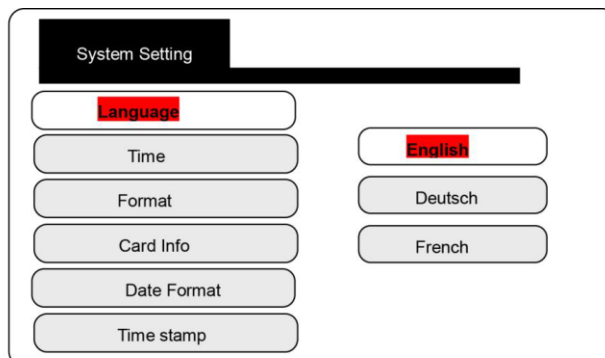 System Setting
Language
Time
Format
Card Info
Date Format
Time stamp
English
Deutsch
French